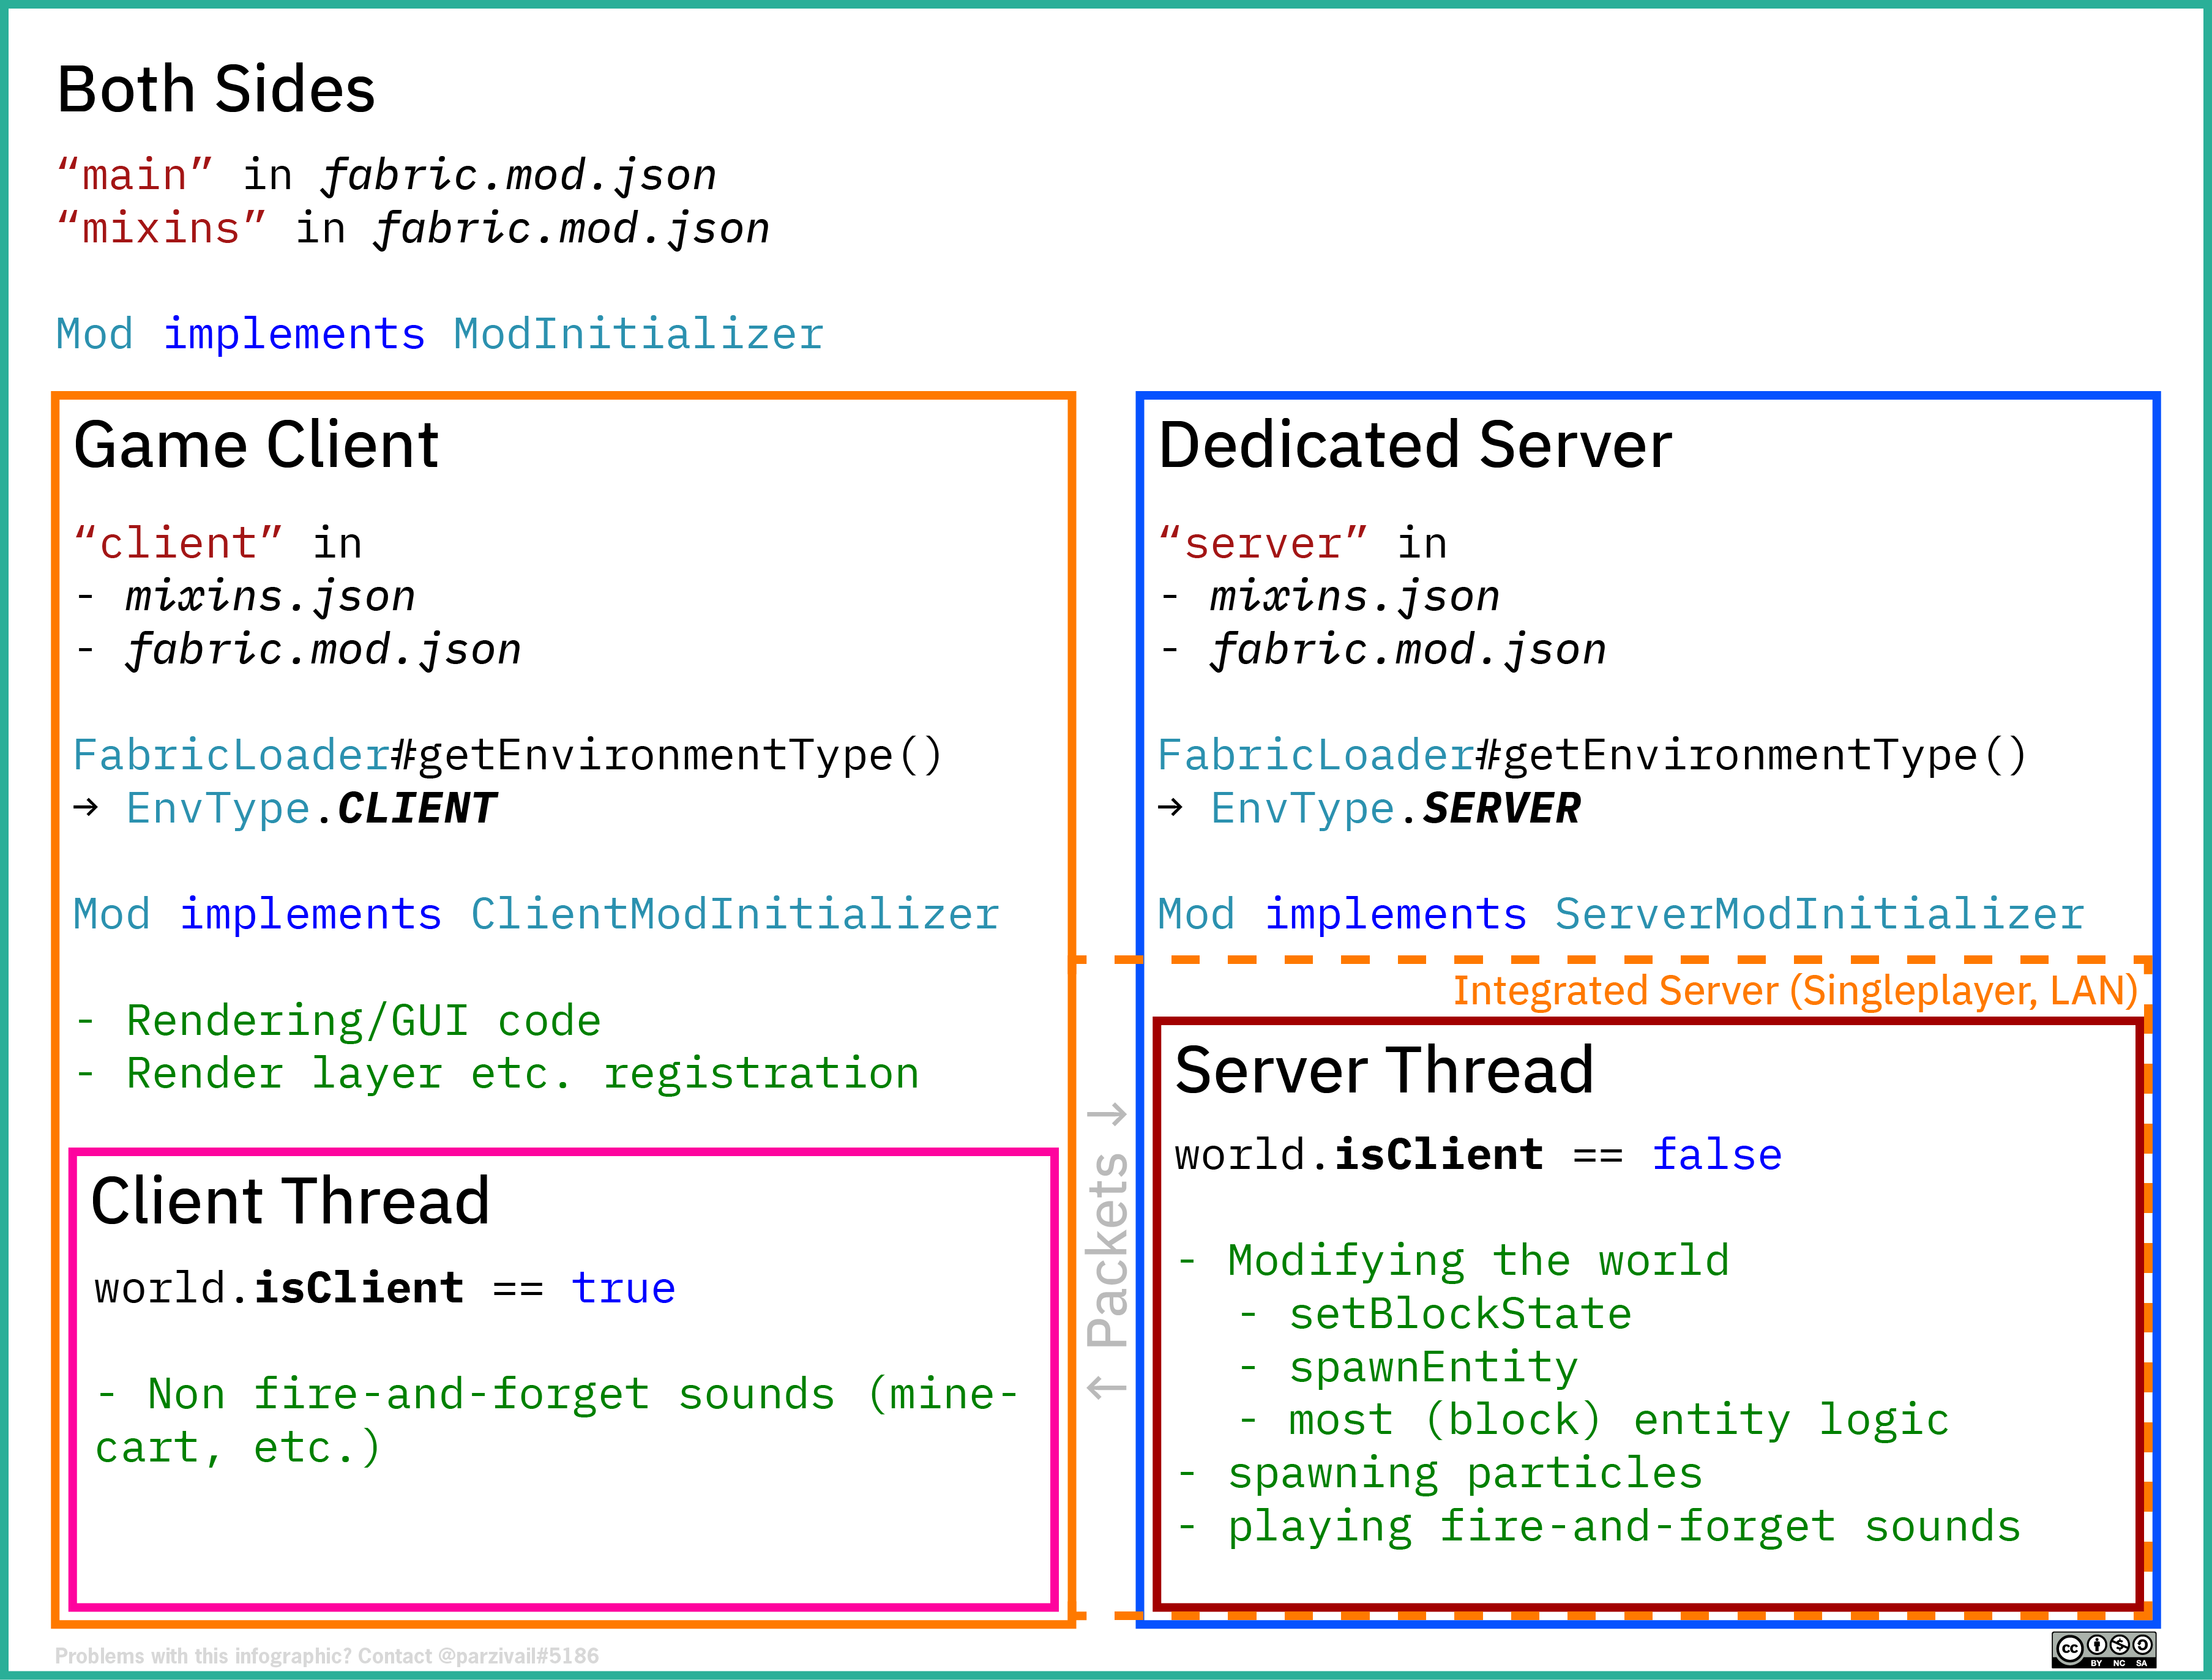 Both Sides
“main” in fabric.mod.json
“mixins” in fabric.mod.json
Mod implements ModInitializer
Game Client
“client” in
- mixins.json
- fabric.mod.json
FabricLoader#getEnvironmentType()
→ EnvType.CLIENT
Mod implements ClientModInitializer
- Rendering/GUI code
- Render layer etc. registration
Client Thread
world.isClient == true
- Non fire-and-forget sounds (mine-
cart, etc.)
← Packets →
Dedicated Server
“server” in
- mixins.json
- fabric.mod.json
FabricLoader#getEnvironmentType()
→ EnvType.SERVER
Mod implements ServerModInitializer
Integrated Server (Singleplayer, LAN)
Server Thread
world.isClient == false
- Modifying the world
- setBlockState
- spawnEntity
- most (block) entity logic
- spawning particles
- playing fire-and-forget sounds
Problems with this infographic? Contact @parzivail#5186
cc
BY NC SA